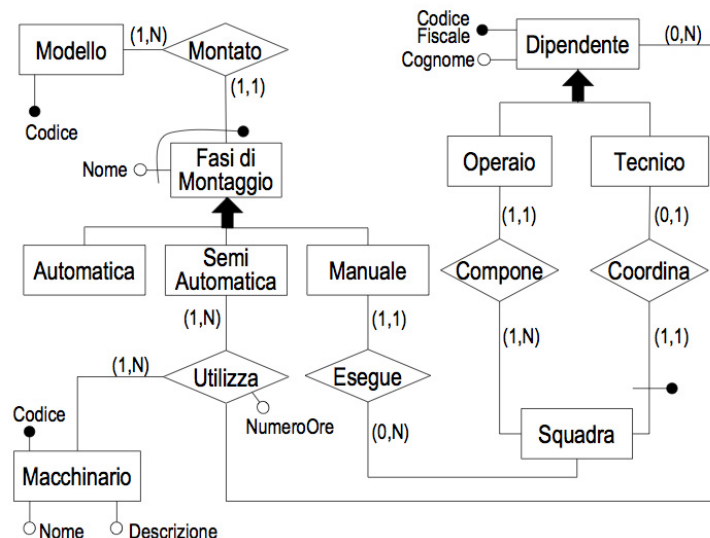 Modello
(1,N)
Montato
Codice
Fiscale
Dipendente
(0,N)
Cognome
(1,1)
Codice
Nome
Fasi di
Montaggio
Operaio
Tecnico
(1,1)
(0,1)
Automatica
Semi
Automatica
Manuale
Compone
Coordina
(1,N)
(1,1)
(1,N)
(1,1)
(1,N)
Utilizza
Esegue
Codice
NumeroOre
(0,N)
Squadra
Macchinario
Nome
Descrizione